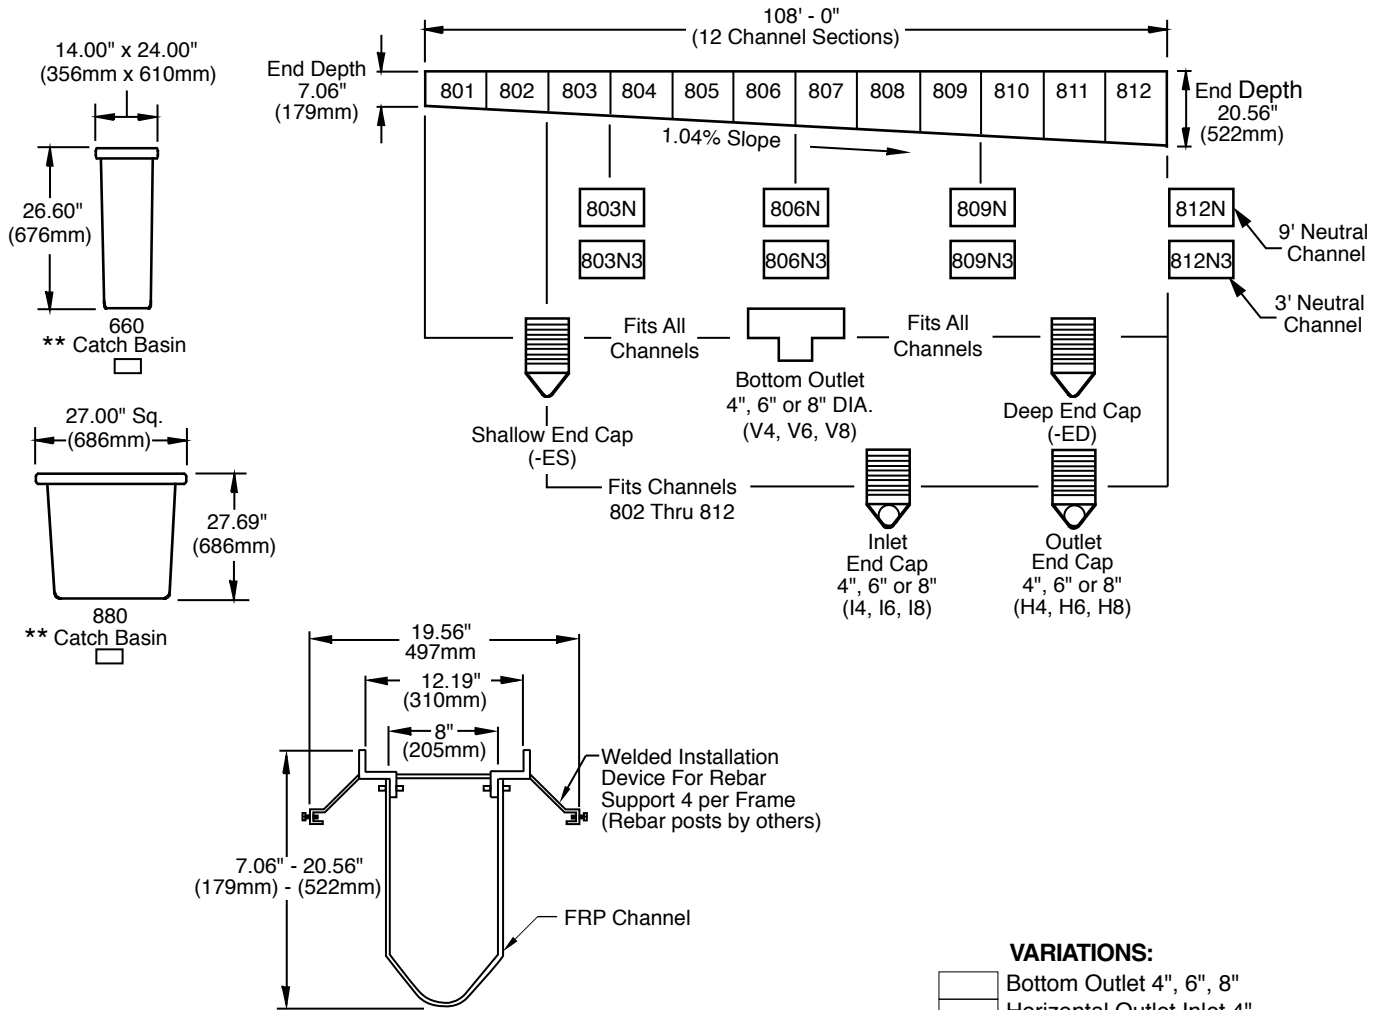 108' - 0"
(12 Channel Sections)
14.00" x 24.00"
(356mm x 610mm)
End Depth
7.06"
(179mm)
801 802 803 804 805 806 807 808 809 810 811 812
End Depth
20.56"
(522mm)
1.04% Slope
26.60"
(676mm)
803N 806N 809N 812N
803N3 806N3 809N3 812N3
9' Neutral
Channel
3' Neutral
Channel
660
** Catch Basin
Fits All
Channels
Fits All
Channels
Bottom Outlet
4", 6" or 8" DIA.
(V4, V6, V8)
Shallow End Cap
(-ES)
Deep End Cap
(-ED)
27.00" Sq.
(686mm)
27.69"
(686mm)
Fits Channels
802 Thru 812
Inlet
End Cap
4", 6" or 8"
(I4, I6, I8)
Outlet
End Cap
4", 6" or 8"
(H4, H6, H8)
880
** Catch Basin
19.56"
497mm
12.19"
(310mm)
8"
(205mm)
Welded Installation
Device For Rebar
Support 4 per Frame
(Rebar posts by others)
7.06" - 20.56"
(179mm) - (522mm)
FRP Channel
VARIATIONS:
Bottom Outlet 4", 6", 8"
Horizontal Outlet Inlet 4"